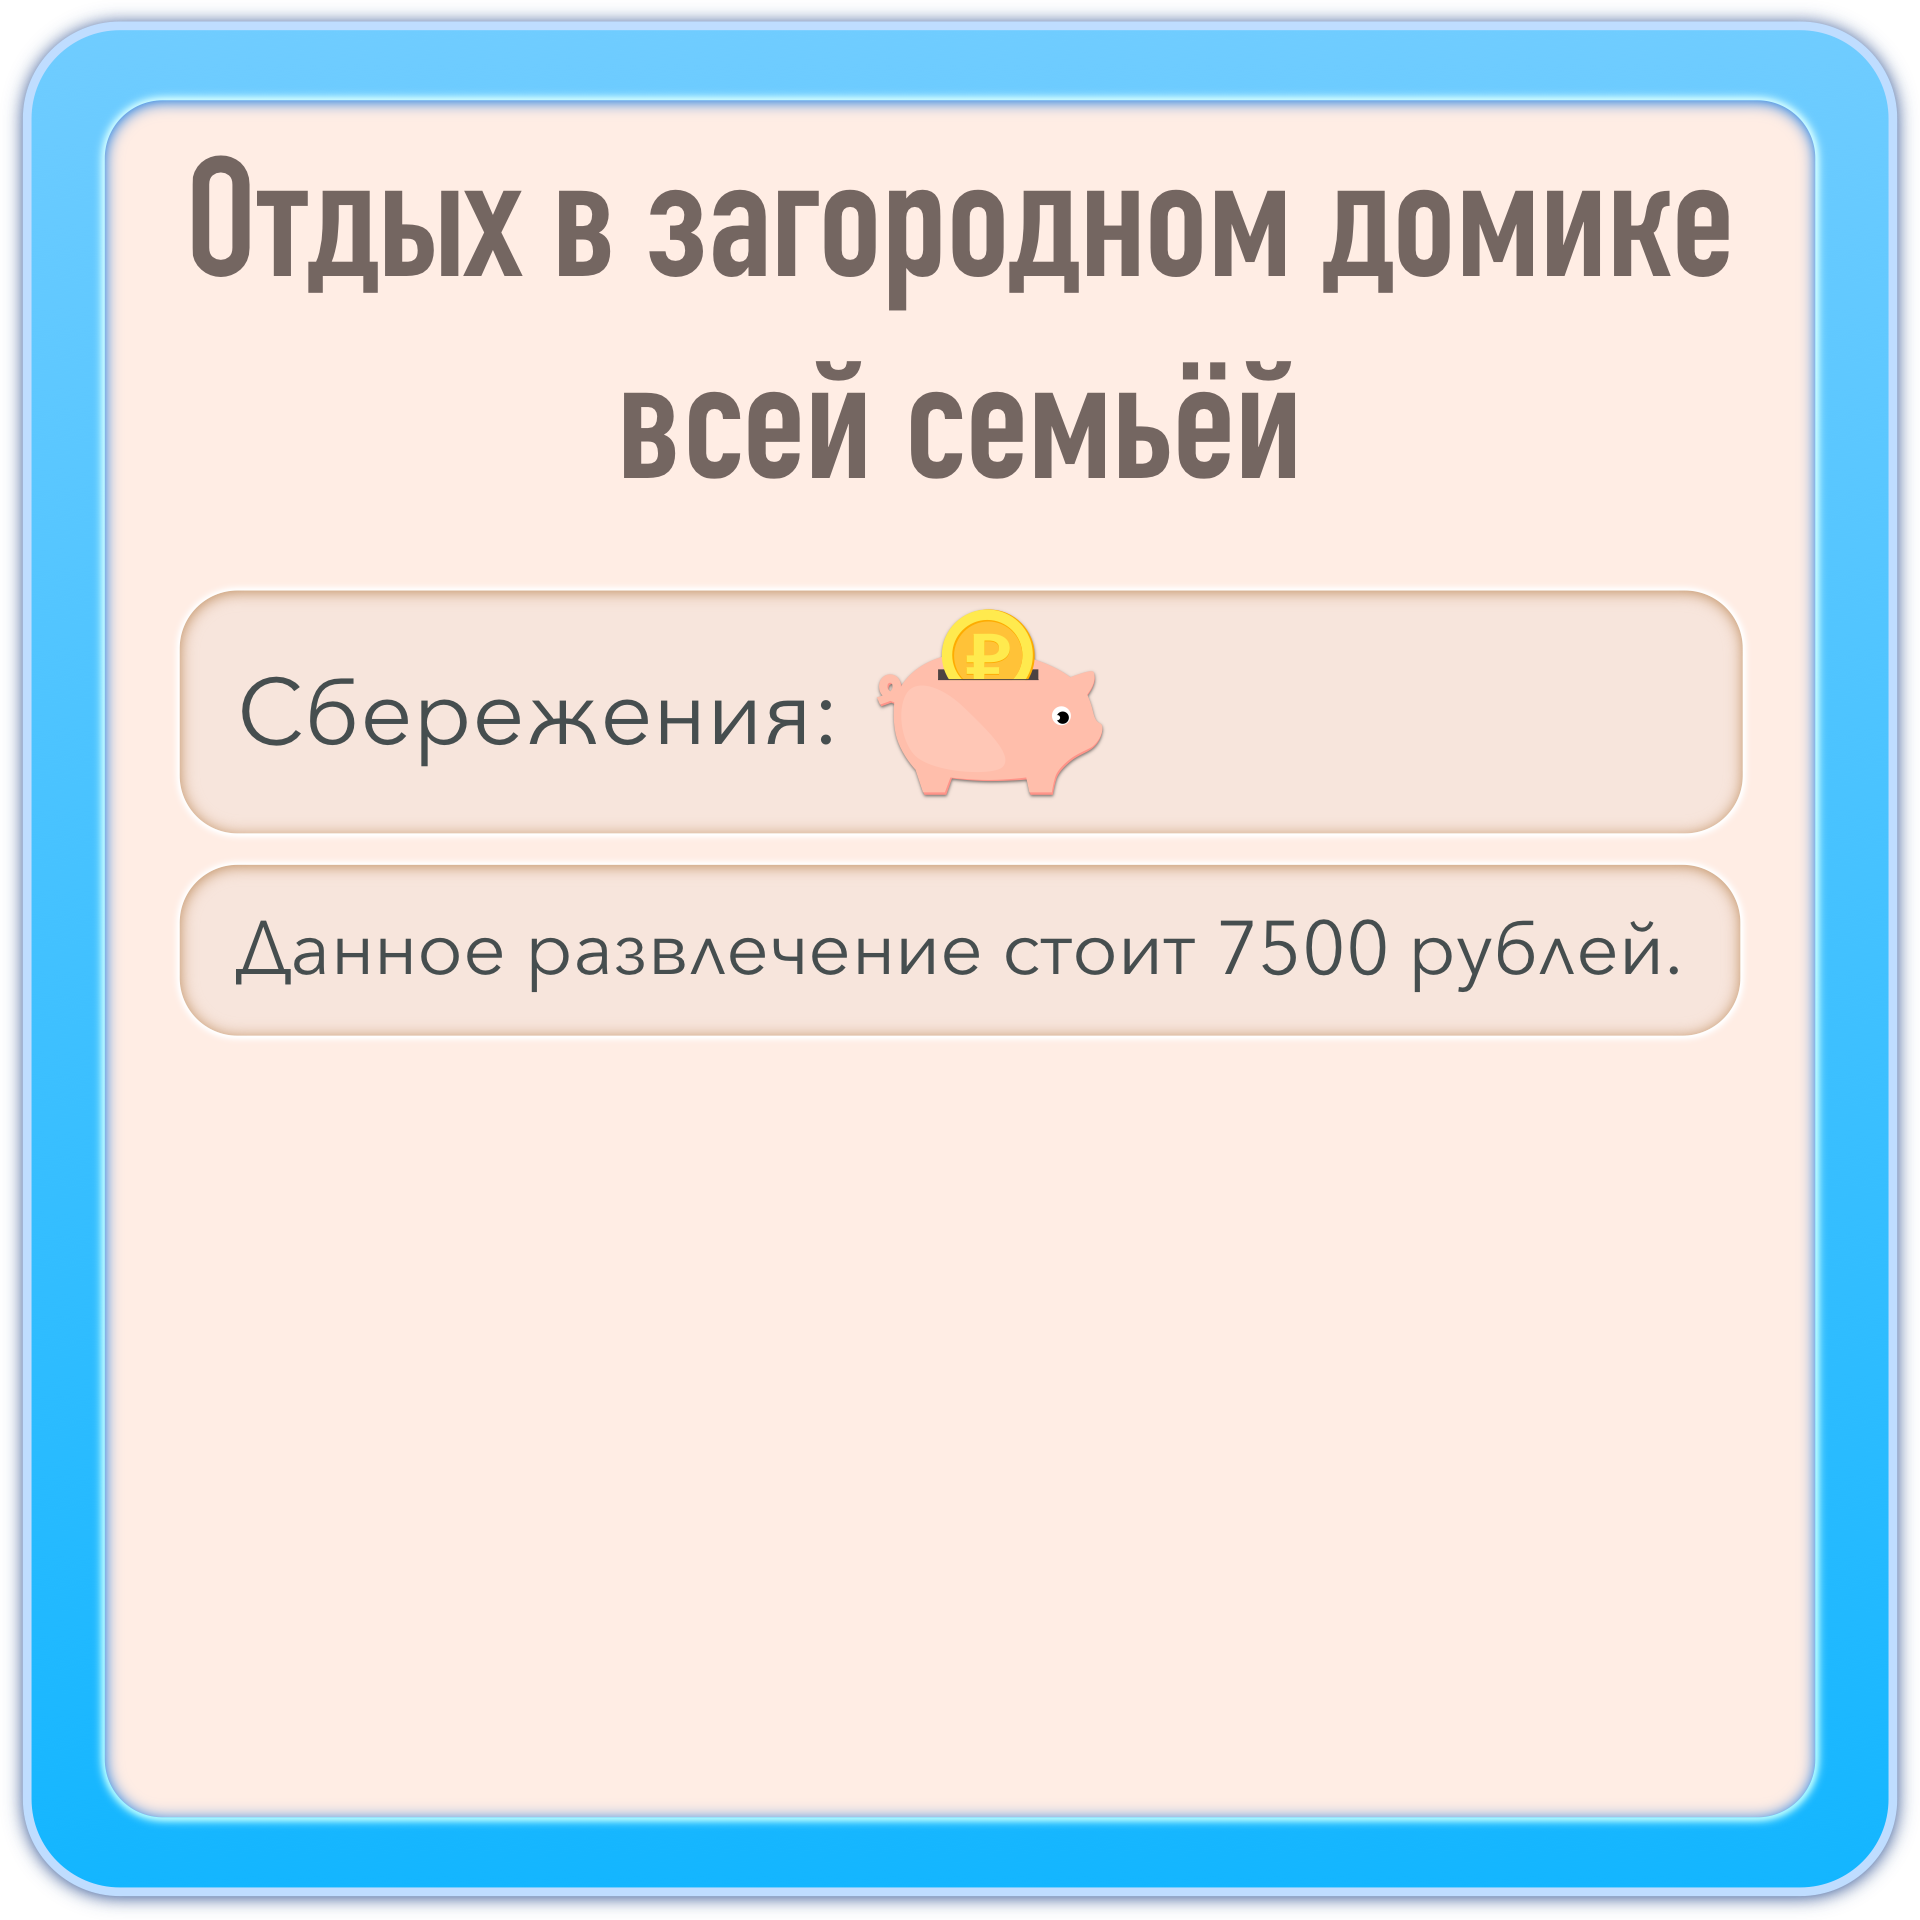 Отдых в загородном домике
всей семьёй
Сбережения:
₽
Данное развлечение стоит 7500 рублей.